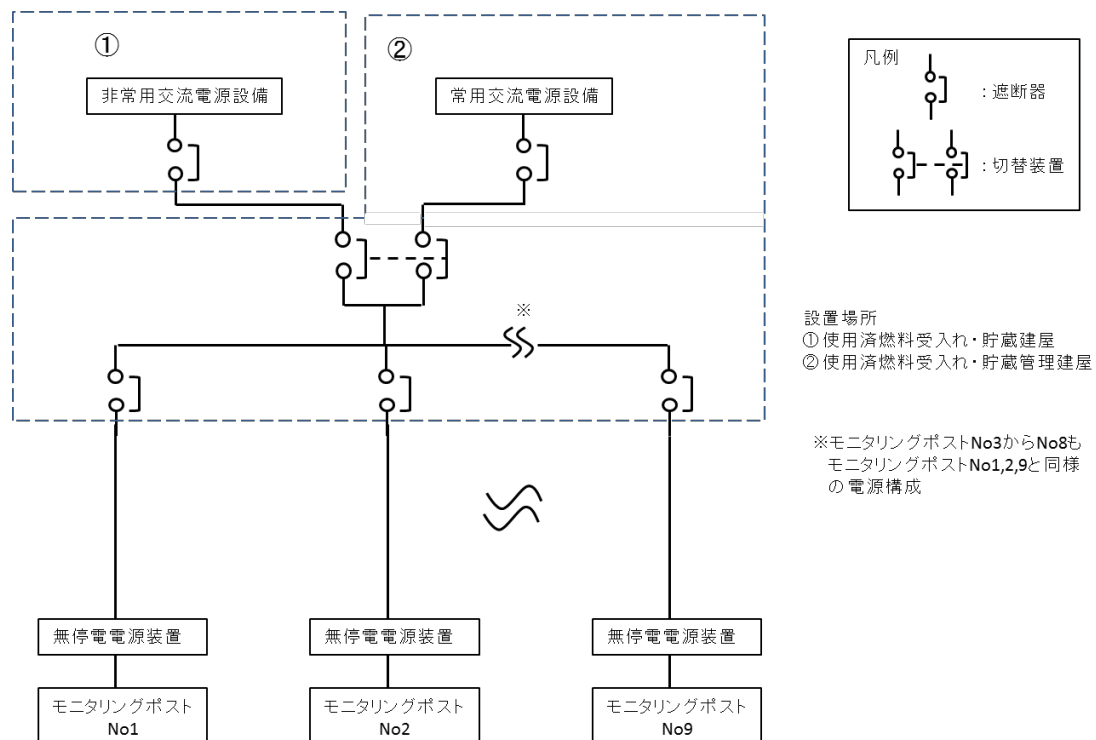 ①
②
非常用交流電源設備
常用交流電源設備
凡例
：遮断器
：切替装置
※
設置場所
①使用済燃料受入れ・貯蔵建屋
②使用済燃料受入れ・貯蔵管理建屋
※モニタリングポストNo3からNo8も
モニタリングポストNo1,2,9と同様
の電源構成
無停電電源装置
無停電電源装置
無停電電源装置
モニタリングポスト
No1
モニタリングポスト
No2
モニタリングポスト
No9